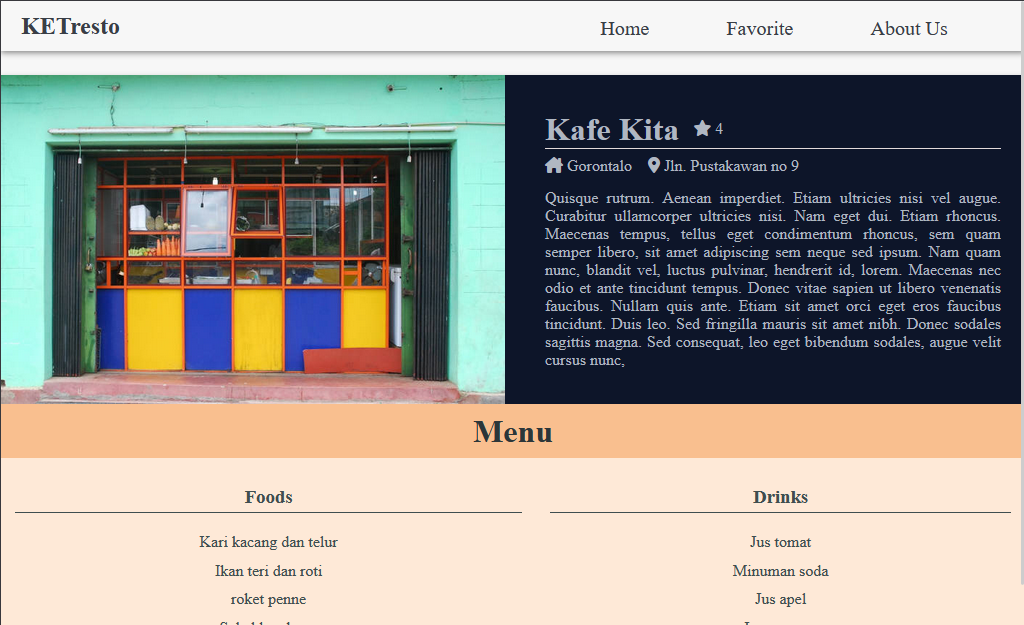 KETresto
Home
Favorite
About Us
Kafe Kita
4
Gorontalo
Jln. Pustakawan no 9
Quisque rutrum. Aenean imperdiet. Etiam ultricies nisi vel augue.
Curabitur ullamcorper ultricies nisi. Nam eget dui. Etiam rhoncus.
Maecenas tempus, tellus eget condimentum rhoncus, sem quam
semper libero, sit amet adipiscing sem neque sed ipsum. Nam quam
nunc, blandit vel, luctus pulvinar, hendrerit id, lorem. Maecenas nec
odio et ante tincidunt tempus. Donec vitae sapien ut libero venenatis
faucibus. Nullam quis ante. Etiam sit amet orci eget eros faucibus
tincidunt. Duis leo. Sed fringilla mauris sit amet nibh. Donec sodales
sagittis magna. Sed consequat, leo eget bibendum sodales, augue velit
cursus nunc,
Menu
Foods
Kari kacang dan telur
Ikan teri dan roti
roket penne
Drinks
Jus tomat
Minuman soda
Jus apel